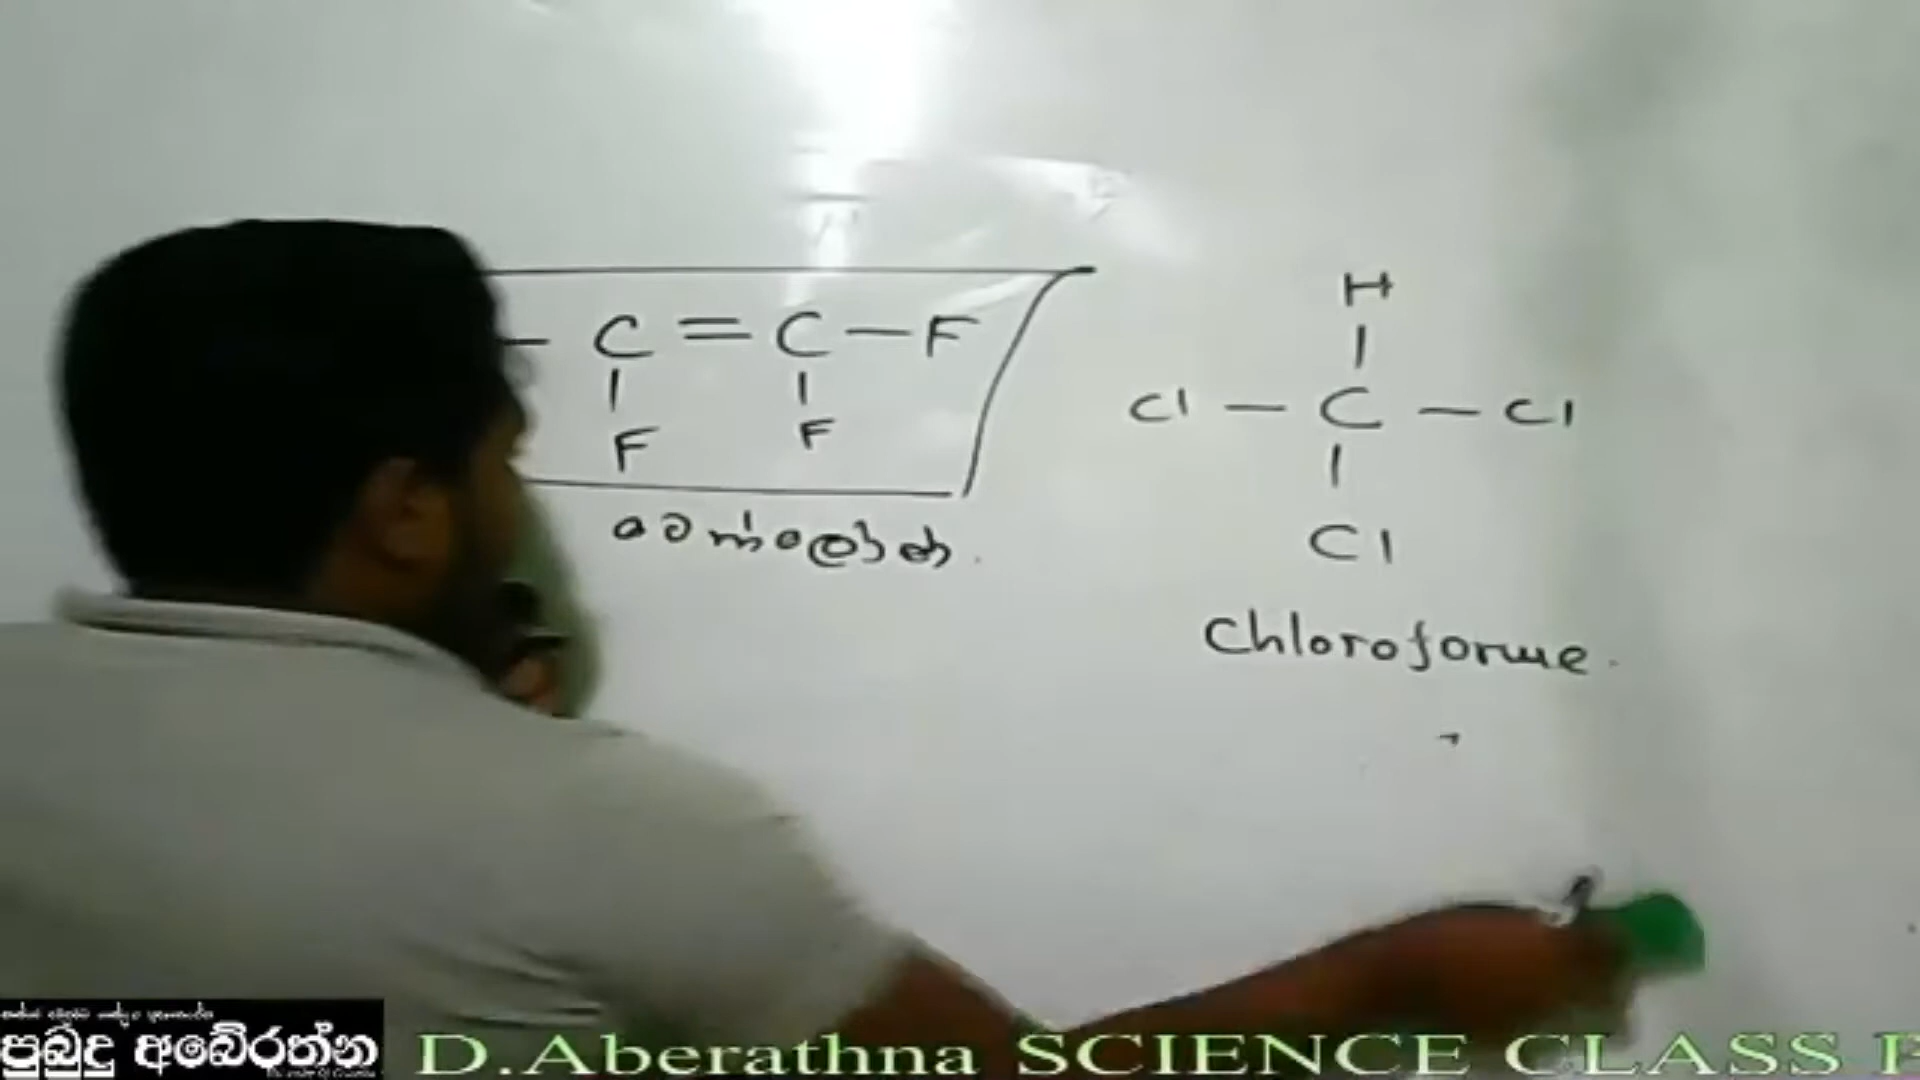 – C = C – F
F F
ටෙෆ්ලෝන්
H
Cl – C – Cl
Cl
Chloroforme
පුබුදු අබේරත්න
D.Aberathna SCIENCE CLASS P